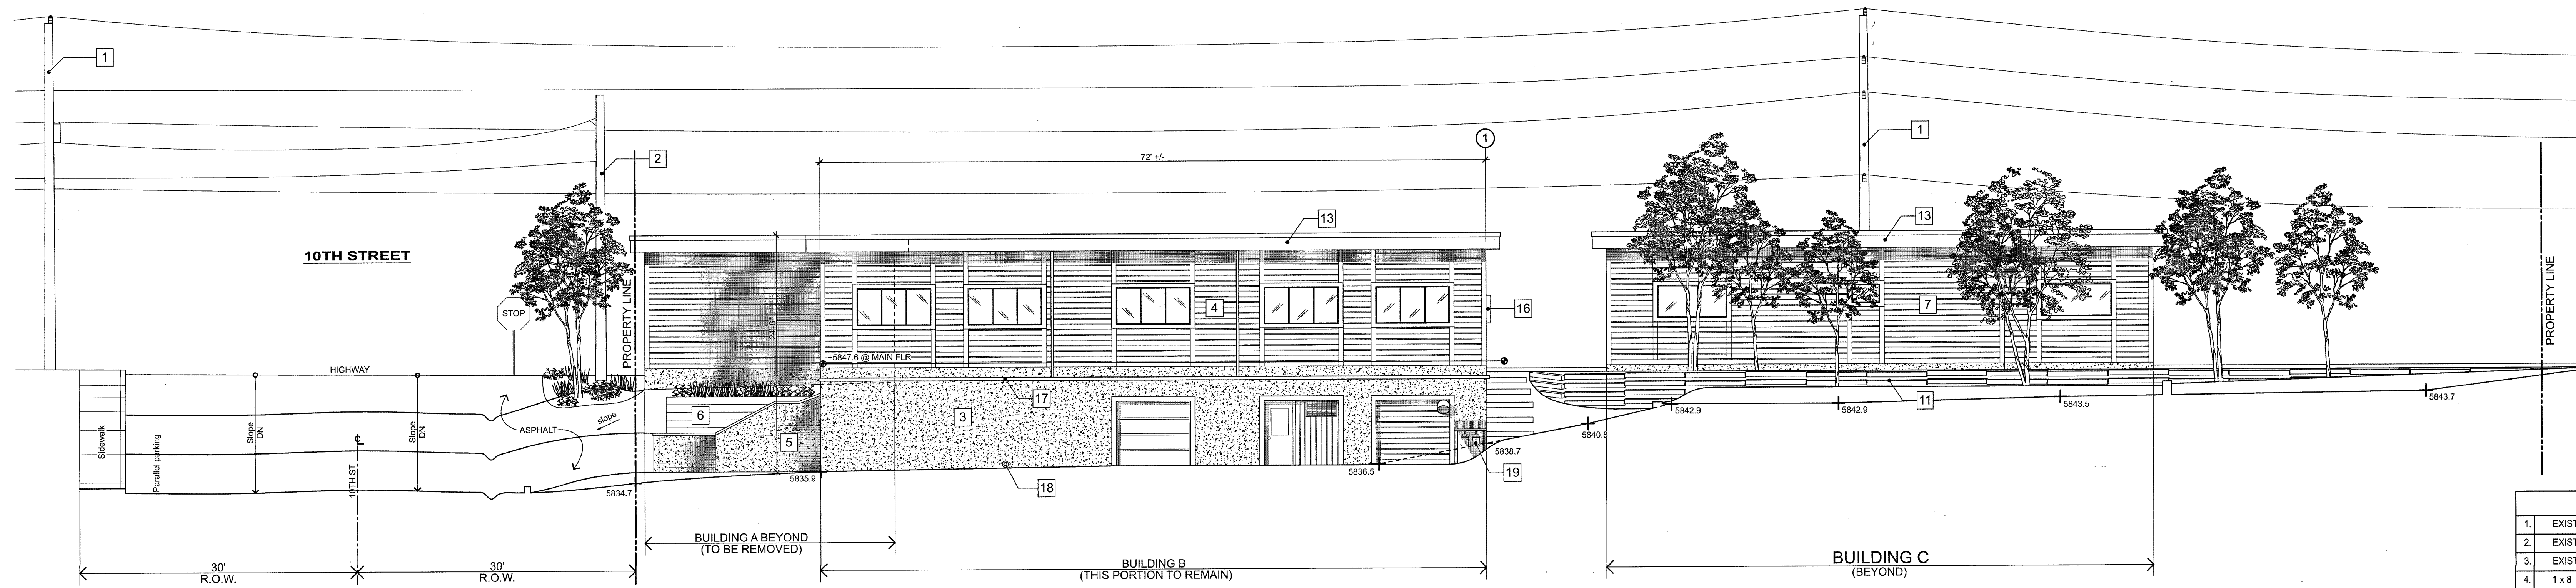 1
2
1
72' +/-
1
13
13
10TH STREET
STOP
PROPERTY LINE
4
16
7
PROPERTY LINE
+5847.6 @ MAIN FLR
HIGHWAY
17
11
6
3
5
slope
ASPHALT
Slope
DN
Slope
DN
Sidewalk
Parallel parking
10TH ST
5842.9
5842.9
5843.5
5843.7
5840.8
5838.7
5836.5
5835.9
5834.7
18
19
BUILDING A BEYOND
(TO BE REMOVED)
BUILDING B
(THIS PORTION TO REMAIN)
BUILDING C
(BEYOND)
30'
R.O.W.
30'
R.O.W.
1. EXIST
2. EXIST
3. EXIST
4. 1 x 8